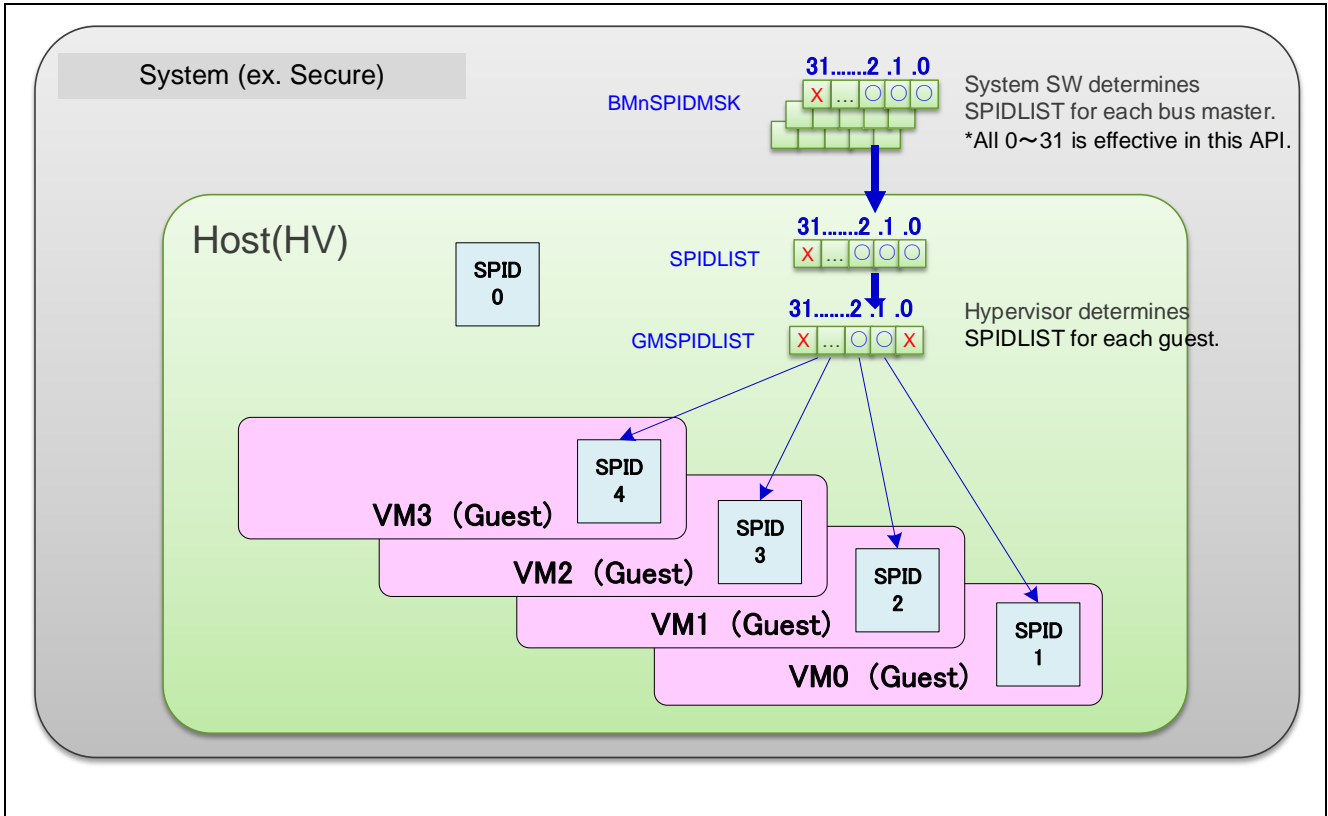 System (ex. Secure)
31.......2 .1 .0
BMnSPIDMSK
X … ○ ○ ○
System SW determines
SPIDLIST for each bus master.
*All 0～31 is effective in this API.
Host(HV)
SPID
0
31.......2 .1 .0
SPIDLIST
X … ○ ○ ○
31.......2 .1 .0
GMSPIDLIST
X … ○ ○ X
Hypervisor determines
SPIDLIST for each guest.
SPID
4
VM3 （Guest）
SPID
3
VM2 （Guest）
SPID
2
VM1 （Guest）
SPID
1
VM0 （Guest）